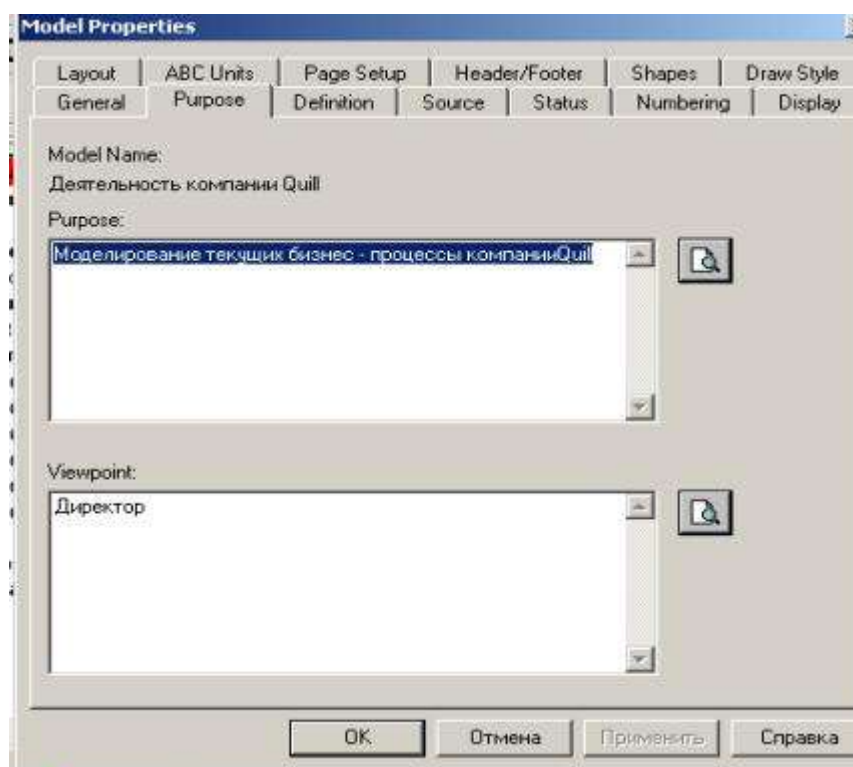 Model Properties
Layout ABC Units Page Setup Header/Footer Shapes Draw Style
General Purpose Definition Source Status Numbering Display
Model Name:
Деятельность компании Quill
Purpose:
Моделирование текущих бизнес - процессы компанииQuil
Viewpoint:
Директор
OK Отмена Применить Справка